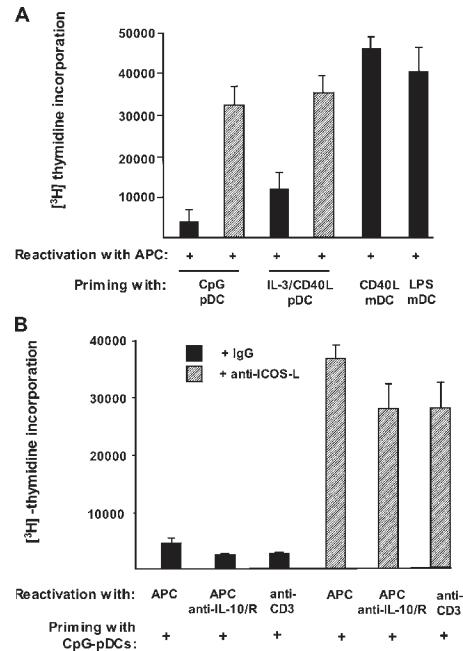 A
[³H] thymidine incorporation
50000
40000
30000
20000
10000
Reactivation with APC: + + + + + +
Priming with: CpG pDC IL-3/CD40L pDC CD40L mDC LPS mDC
B
[³H] -thymidine incorporation
40000
30000
20000
10000
+ IgG
+ anti-ICOS-L
Reactivation with: APC APC anti-IL-10/R anti-CD3 APC APC anti-IL-10/R anti-CD3
Priming with CpG-pDCs: + + + + + +